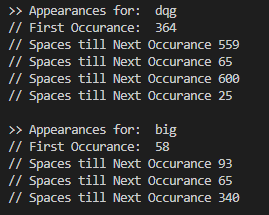 >> Appearances for:  dqg
// First Occurance:  364
// Spaces till Next Occurance 559
// Spaces till Next Occurance 65
// Spaces till Next Occurance 600
// Spaces till Next Occurance 25

>> Appearances for:  big
// First Occurance:  58
// Spaces till Next Occurance 93
// Spaces till Next Occurance 65
// Spaces till Next Occurance 340